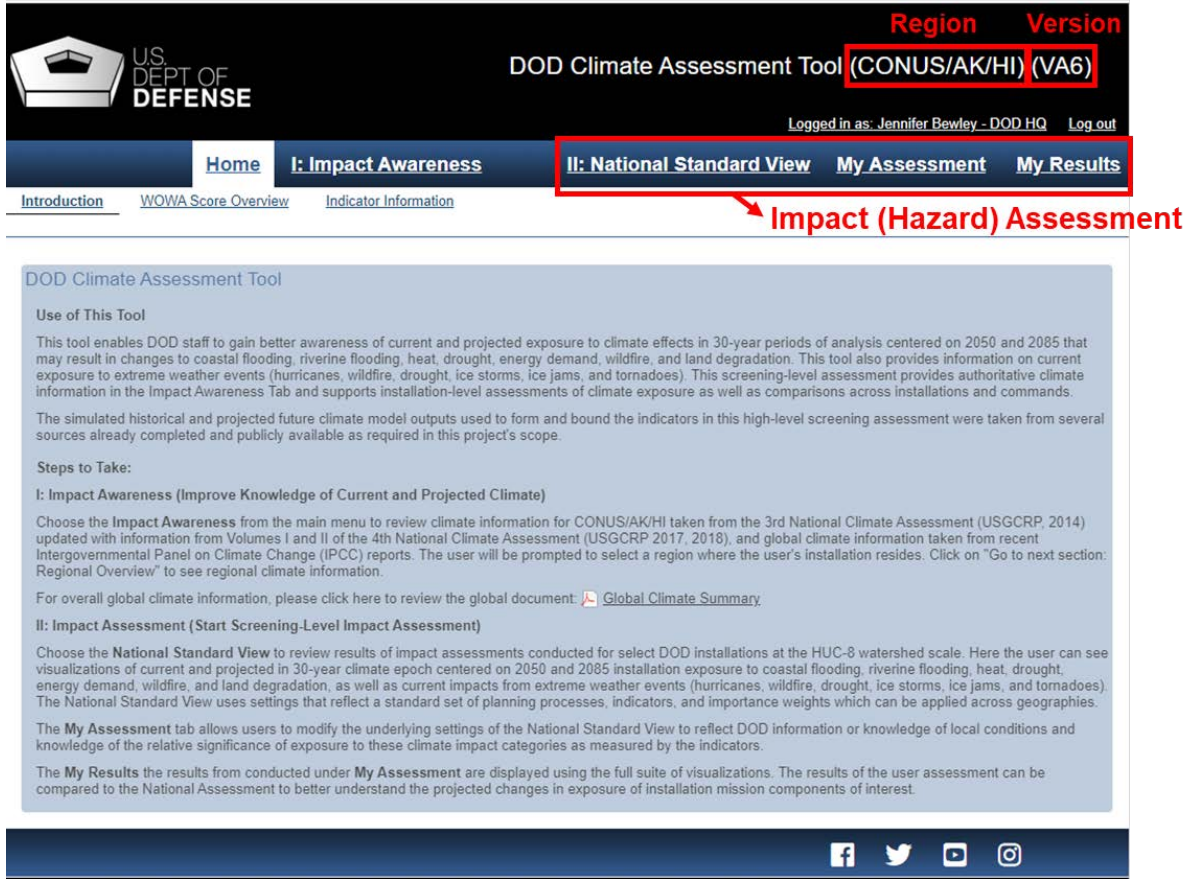 Region Version
U.S.
DEPT OF
DEFENSE
DOD Climate Assessment Tool (CONUS/AK/HI) (VA6)
Logged in as: Jennifer Bewley - DOD HQ Log out
Home I: Impact Awareness II: National Standard View My Assessment My Results
Introduction WOWA Score Overview Indicator Information
Impact (Hazard) Assessment
DOD Climate Assessment Tool
Use of This Tool
This tool enables DOD staff to gain better awareness of current and projected exposure to climate effects in 30-year periods of analysis centered on 2050 and 2085 that
may result in changes to coastal flooding, riverine flooding, heat, drought, energy demand, wildfire, and land degradation. This tool also provides information on current
exposure to extreme weather events (hurricanes, wildfire, drought, ice storms, ice jams, and tornadoes). This screening-level assessment provides authoritative climate
information in the Impact Awareness Tab and supports installation-level assessments of climate exposure as well as comparisons across installations and commands.
The simulated historical and projected future climate model outputs used to form and bound the indicators in this high-level screening assessment were taken from several
sources already completed and publicly available as required in this project's scope.
Steps to Take:
I: Impact Awareness (Improve Knowledge of Current and Projected Climate)
Choose the Impact Awareness from the main menu to review climate information for CONUS/AK/HI taken from the 3rd National Climate Assessment (USGCRP, 2014)
updated with information from Volumes I and II of the 4th National Climate Assessment (USGCRP 2017, 2018), and global climate information taken from recent
Intergovernmental Panel on Climate Change (IPCC) reports. The user will be prompted to select a region where the user's installation resides. Click on "Go to next section:
Regional Overview" to see regional climate information.
For overall global climate information, please click here to review the global document: Global Climate Summary
II: Impact Assessment (Start Screening-Level Impact Assessment)
Choose the National Standard View to review results of impact assessments conducted for select DOD installations at the HUC-8 watershed scale. Here the user can see
visualizations of current and projected in 30-year climate epoch centered on 2050 and 2085 installation exposure to coastal flooding, riverine flooding, heat, drought,
energy demand, wildfire, and land degradation, as well as current impacts from extreme weather events (hurricanes, wildfire, drought, ice storms, ice jams, and tornadoes).
The National Standard View uses settings that reflect a standard set of planning processes, indicators, and importance weights which can be applied across geographies.
The My Assessment tab allows users to modify the underlying settings of the National Standard View to reflect DOD information or knowledge of local conditions and
knowledge of the relative significance of exposure to these climate impact categories as measured by the indicators.
The My Results the results from conducted under My Assessment are displayed using the full suite of visualizations. The results of the user assessment can be
compared to the National Assessment to better understand the projected changes in exposure of installation mission components of interest.